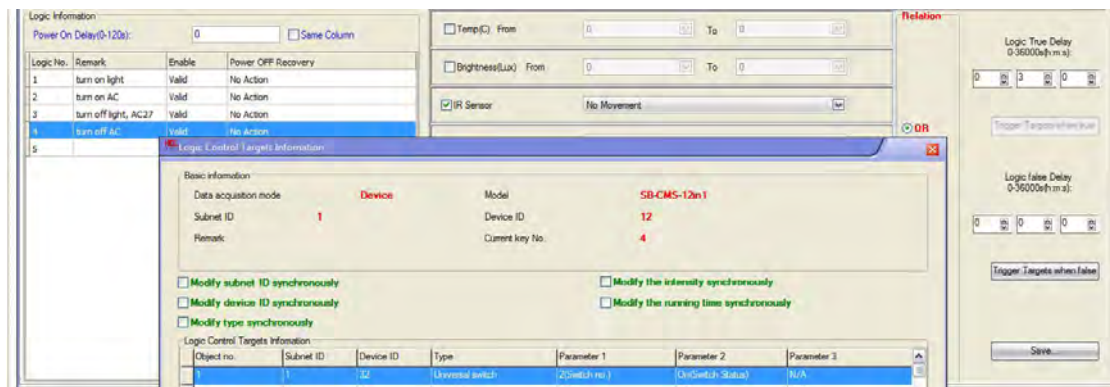 Logic Information
Power On Delay(0-120s):
0
Same Column
Logic No. Remark Enable Power OFF Recovery
1 turn on light Valid No Action
2 turn on AC Valid No Action
3 turn off light, AC27 Valid No Action
4 turn off AC Valid No Action
5
Temp(C) From 0 To 0
Brightness(Lux) From 0 To 0
IR Sensor No Movement
Relation
OR
Logic True Delay
0-36000s(h:m:s):
0 3 0
Trigger Targets when true
Logic false Delay
0-36000s(h:m:s):
0 0 0
Trigger Targets when false
Save...
Logic Control Targets Infomation
Basic information
Data acquisition mode Device Model SB-CMS-12in1
Subnet ID 1 Device ID 12
Remark Current key No. 4
Modify subnet ID synchronously Modify the intensity synchronously
Modify device ID synchronously Modify the running time synchronously
Modify type synchronously
Logic Control Targets Infomation
Object no. Subnet ID Device ID Type Parameter 1 Parameter 2 Parameter 3
1 1 32 Universal switch 2(Switch no.) On(Switch Status) N/A